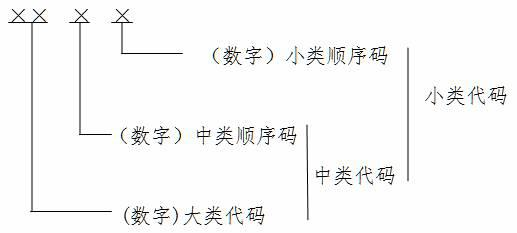 ×× × ×
（数字）小类顺序码
小类代码
（数字）中类顺序码
中类代码
(数字)大类代码